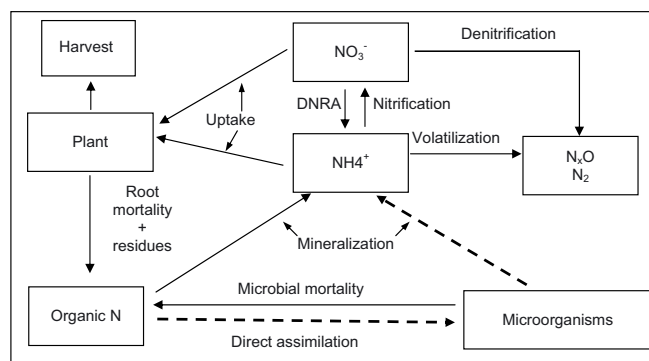 Harvest
NO₃⁻
Denitrification
DNRA
Nitrification
Uptake
Plant
Volatilization
NH4⁺
NₓO
N₂
Root
mortality
+
residues
Mineralization
Organic N
Microbial mortality
Direct assimilation
Microorganisms